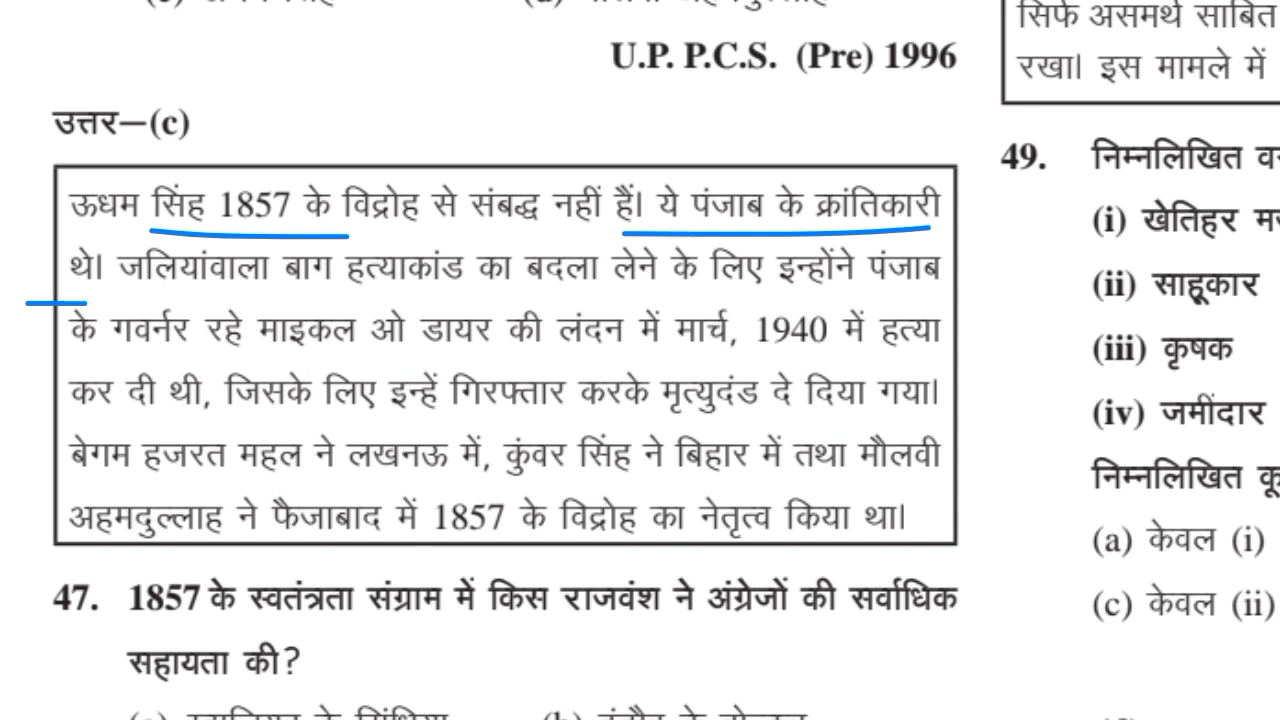 U.P. P.C.S. (Pre) 1996
उत्तर—(c)
ऊधम सिंह 1857 के विद्रोह से संबद्ध नहीं हैं। ये पंजाब के क्रांतिकारी
थे। जलियांवाला बाग हत्याकांड का बदला लेने के लिए इन्होंने पंजाब
के गवर्नर रहे माइकल ओ डायर की लंदन में मार्च, 1940 में हत्या
कर दी थी, जिसके लिए इन्हें गिरफ्तार करके मृत्युदंड दे दिया गया।
बेगम हजरत महल ने लखनऊ में, कुंवर सिंह ने बिहार में तथा मौलवी
अहमदुल्लाह ने फैजाबाद में 1857 के विद्रोह का नेतृत्व किया था।
47. 1857 के स्वतंत्रता संग्राम में किस राजवंश ने अंग्रेजों की सर्वाधिक
सहायता की?
सिर्फ असमर्थ साबित
रखा। इस मामले में
49. निम्नलिखित
(i) खेतिहर
(ii) साहूकार
(iii) कृषक
(iv) जमींदार
निम्नलिखित
(a) केवल (i)
(c) केवल (ii)